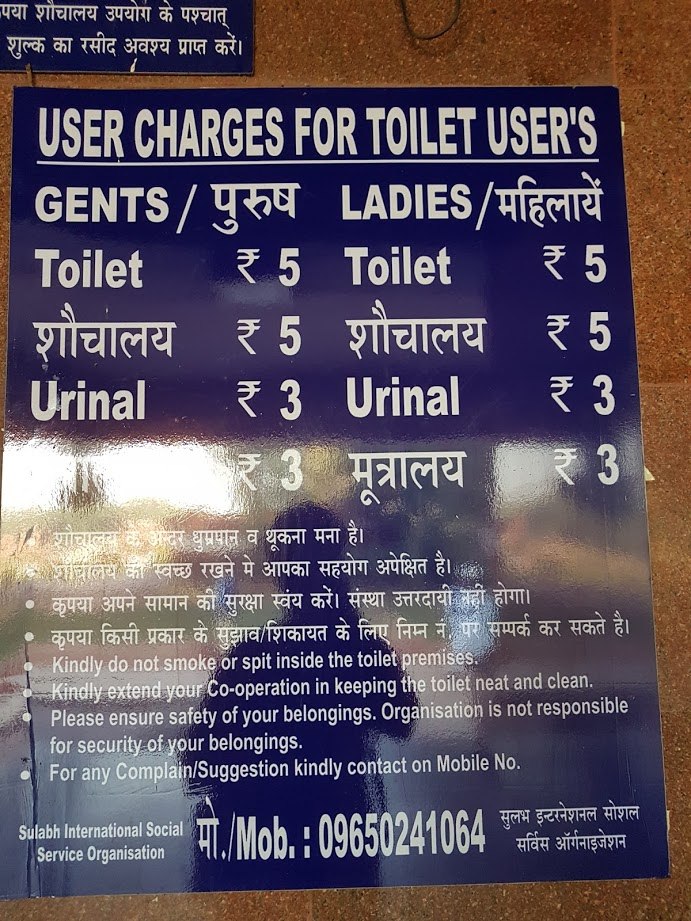 कृपया शौचालय उपयोग के पश्चात्
शुल्क का रसीद अवश्य प्राप्त करें।
USER CHARGES FOR TOILET USER'S
GENTS / पुरुष LADIES / महिलायें
Toilet ₹ 5 Toilet ₹ 5
शौचालय ₹ 5 शौचालय ₹ 5
Urinal ₹ 3 Urinal ₹ 3
₹ 3 मूत्रालय ₹ 3
शौचालय के अन्दर धुम्रपान व थूकना मना है।
शौचालय को स्वच्छ रखने मे आपका सहयोग अपेक्षित है।
• कृपया अपने सामान की सुरक्षा स्वंय करें। संस्था उत्तरदायी नहीं होगा।
• कृपया किसी प्रकार के सुझाव/शिकायत के लिए निम्न नं. पर सम्पर्क कर सकते है।
• Kindly do not smoke or spit inside the toilet premises.
• Kindly extend your Co-operation in keeping the toilet neat and clean.
• Please ensure safety of your belongings. Organisation is not responsible
for security of your belongings.
• For any Complain/Suggestion kindly contact on Mobile No.
Sulabh International Social
Service Organisation
मो./Mob. : 09650241064
सुलभ इन्टरनेशनल सोशल
सर्विस ऑर्गनाइजेशन